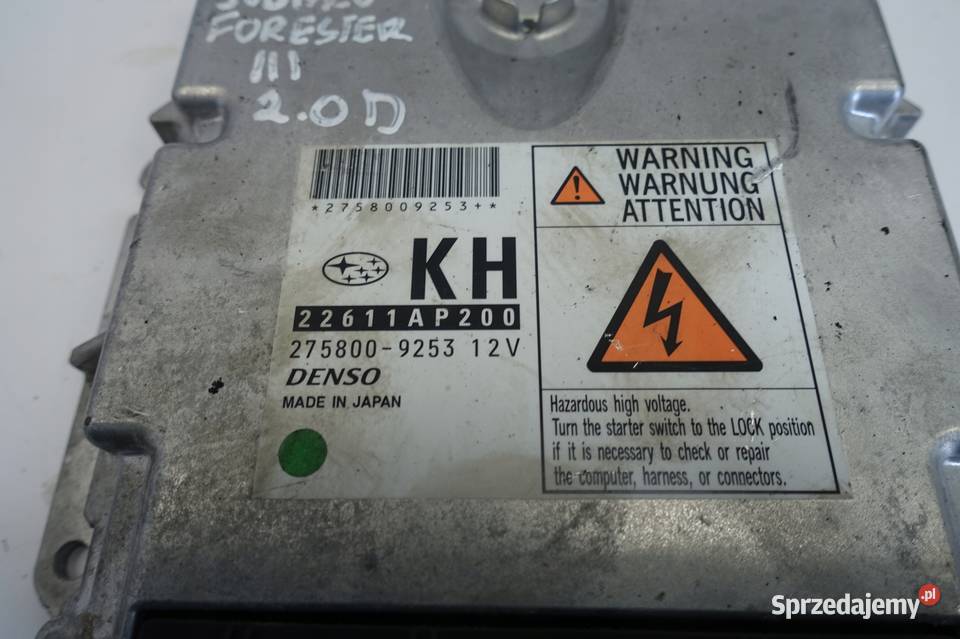 SUBARU
FORESTER
III
2.0D
*2758009253+*
KH
22611AP200
275800-9253 12V
DENSO
MADE IN JAPAN
WARNING
WARNUNG
ATTENTION
Hazardous high voltage.
Turn the starter switch to the LOCK position
if it is necessary to check or repair
the computer, harness, or connectors.
Sprzedajemy.pl